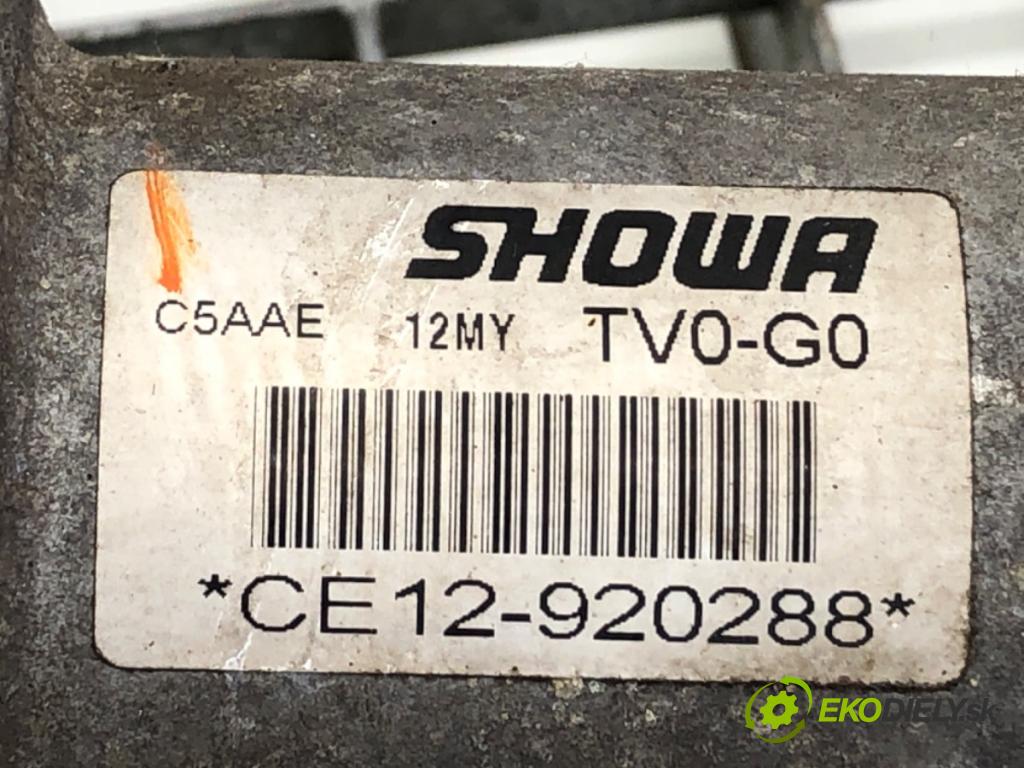 SHOWA
C5AAE 12MY TV0-G0
*CE12-920288*
EKODIELY.sk